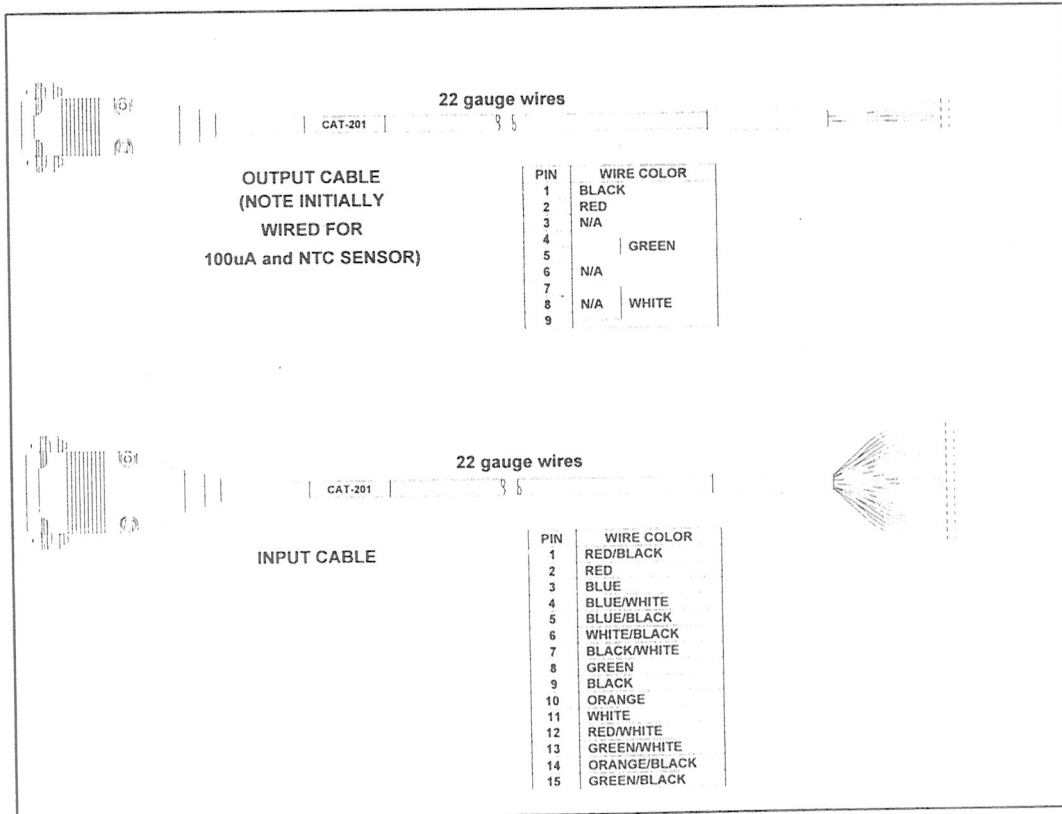 22 gauge wires
CAT-201
OUTPUT CABLE
(NOTE INITIALLY
WIRED FOR
100uA and NTC SENSOR)
PIN WIRE COLOR
1 BLACK
2 RED
3 N/A
4
GREEN
5
6 N/A
7
8 N/A WHITE
9
22 gauge wires
CAT-201
INPUT CABLE
PIN WIRE COLOR
1 RED/BLACK
2 RED
3 BLUE
4 BLUE/WHITE
5 BLUE/BLACK
6 WHITE/BLACK
7 BLACK/WHITE
8 GREEN
9 BLACK
10 ORANGE
11 WHITE
12 RED/WHITE
13 GREEN/WHITE
14 ORANGE/BLACK
15 GREEN/BLACK